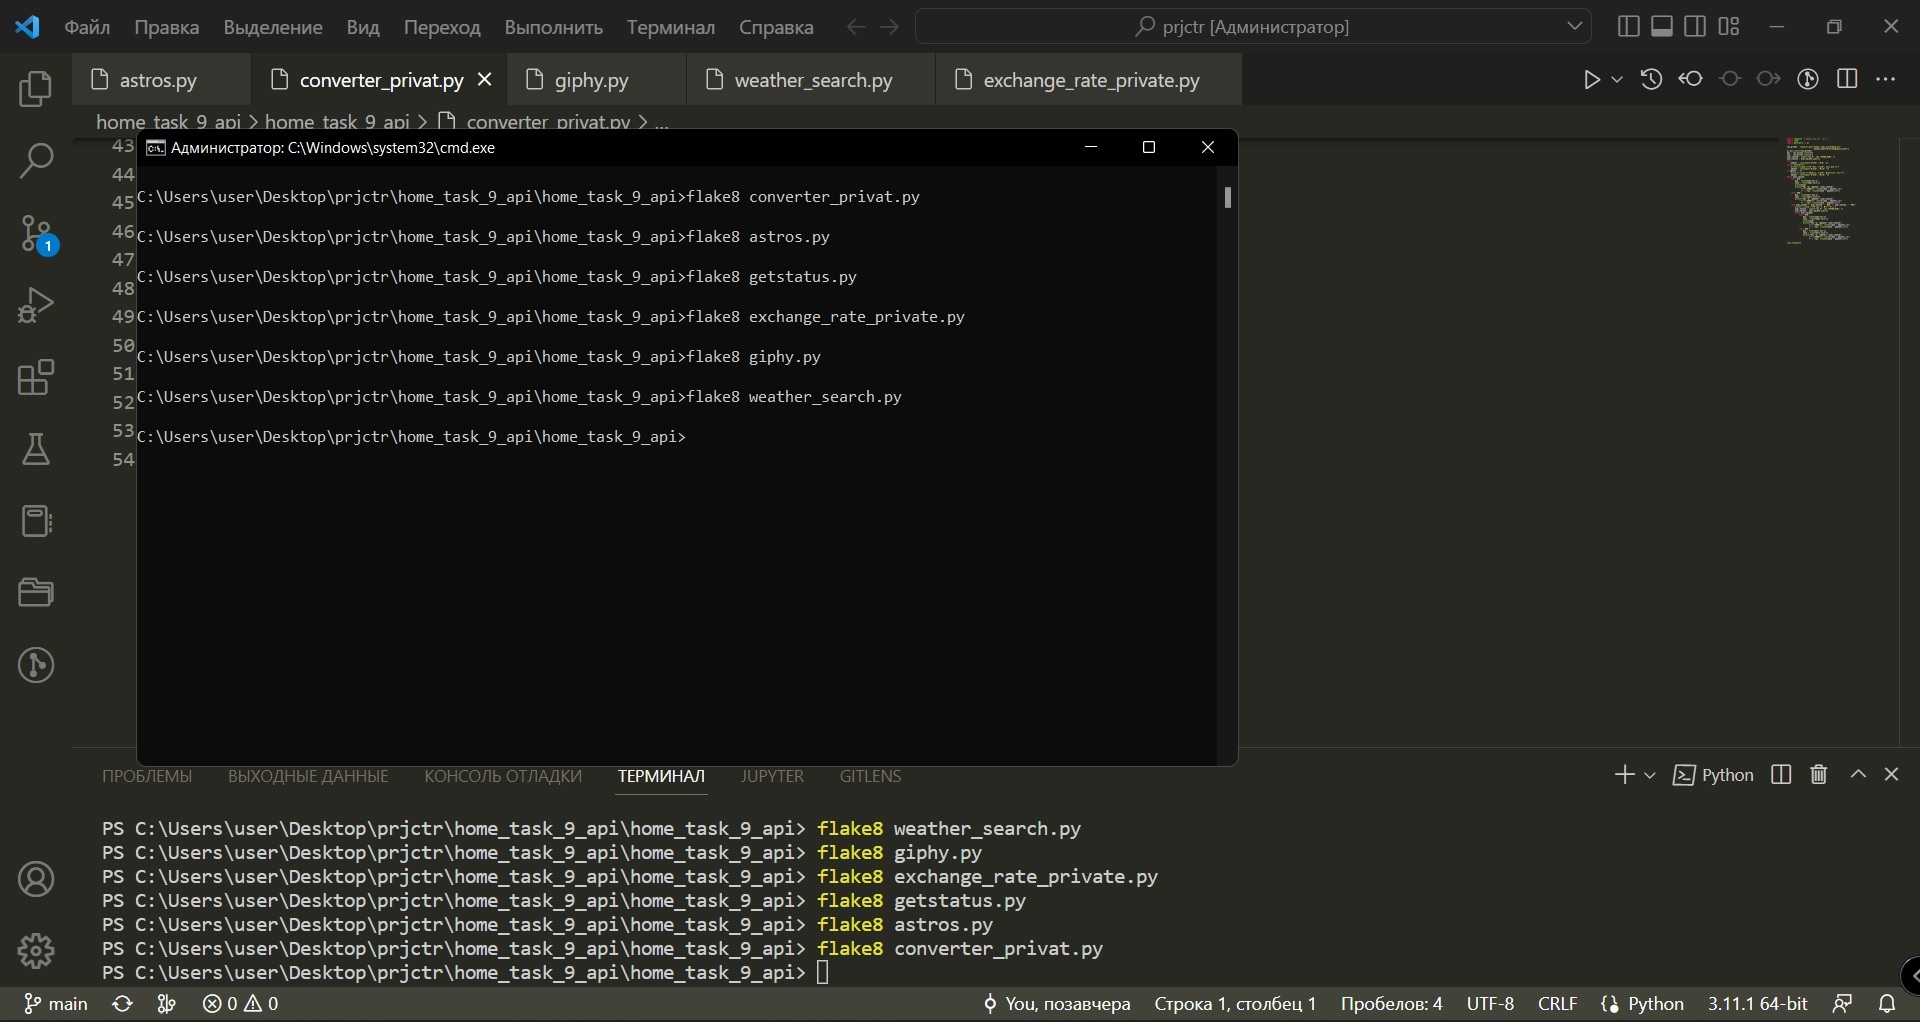 Файл Правка Выделение Вид Переход Выполнить Терминал Справка prjctr [Администратор]
astros.py converter_privat.py giphy.py weather_search.py exchange_rate_private.py
home_task_9_api > home_task_9_api > converter_privat.py > ...
Администратор: C:\Windows\system32\cmd.exe
43
44
45
46
47
48
49
50
51
52
53
54
C:\Users\user\Desktop\prjctr\home_task_9_api\home_task_9_api>flake8 converter_privat.py
C:\Users\user\Desktop\prjctr\home_task_9_api\home_task_9_api>flake8 astros.py
C:\Users\user\Desktop\prjctr\home_task_9_api\home_task_9_api>flake8 getstatus.py
C:\Users\user\Desktop\prjctr\home_task_9_api\home_task_9_api>flake8 exchange_rate_private.py
C:\Users\user\Desktop\prjctr\home_task_9_api\home_task_9_api>flake8 giphy.py
C:\Users\user\Desktop\prjctr\home_task_9_api\home_task_9_api>flake8 weather_search.py
C:\Users\user\Desktop\prjctr\home_task_9_api\home_task_9_api>
1
ПРОБЛЕМЫ ВЫХОДНЫЕ ДАННЫЕ КОНСОЛЬ ОТЛАДКИ ТЕРМИНАЛ JUPYTER GITLENS Python
PS C:\Users\user\Desktop\prjctr\home_task_9_api\home_task_9_api> flake8 weather_search.py
PS C:\Users\user\Desktop\prjctr\home_task_9_api\home_task_9_api> flake8 giphy.py
PS C:\Users\user\Desktop\prjctr\home_task_9_api\home_task_9_api> flake8 exchange_rate_private.py
PS C:\Users\user\Desktop\prjctr\home_task_9_api\home_task_9_api> flake8 getstatus.py
PS C:\Users\user\Desktop\prjctr\home_task_9_api\home_task_9_api> flake8 astros.py
PS C:\Users\user\Desktop\prjctr\home_task_9_api\home_task_9_api> flake8 converter_privat.py
PS C:\Users\user\Desktop\prjctr\home_task_9_api\home_task_9_api>
main 0 0 You, позавчера Строка 1, столбец 1 Пробелов: 4 UTF-8 CRLF Python 3.11.1 64-bit